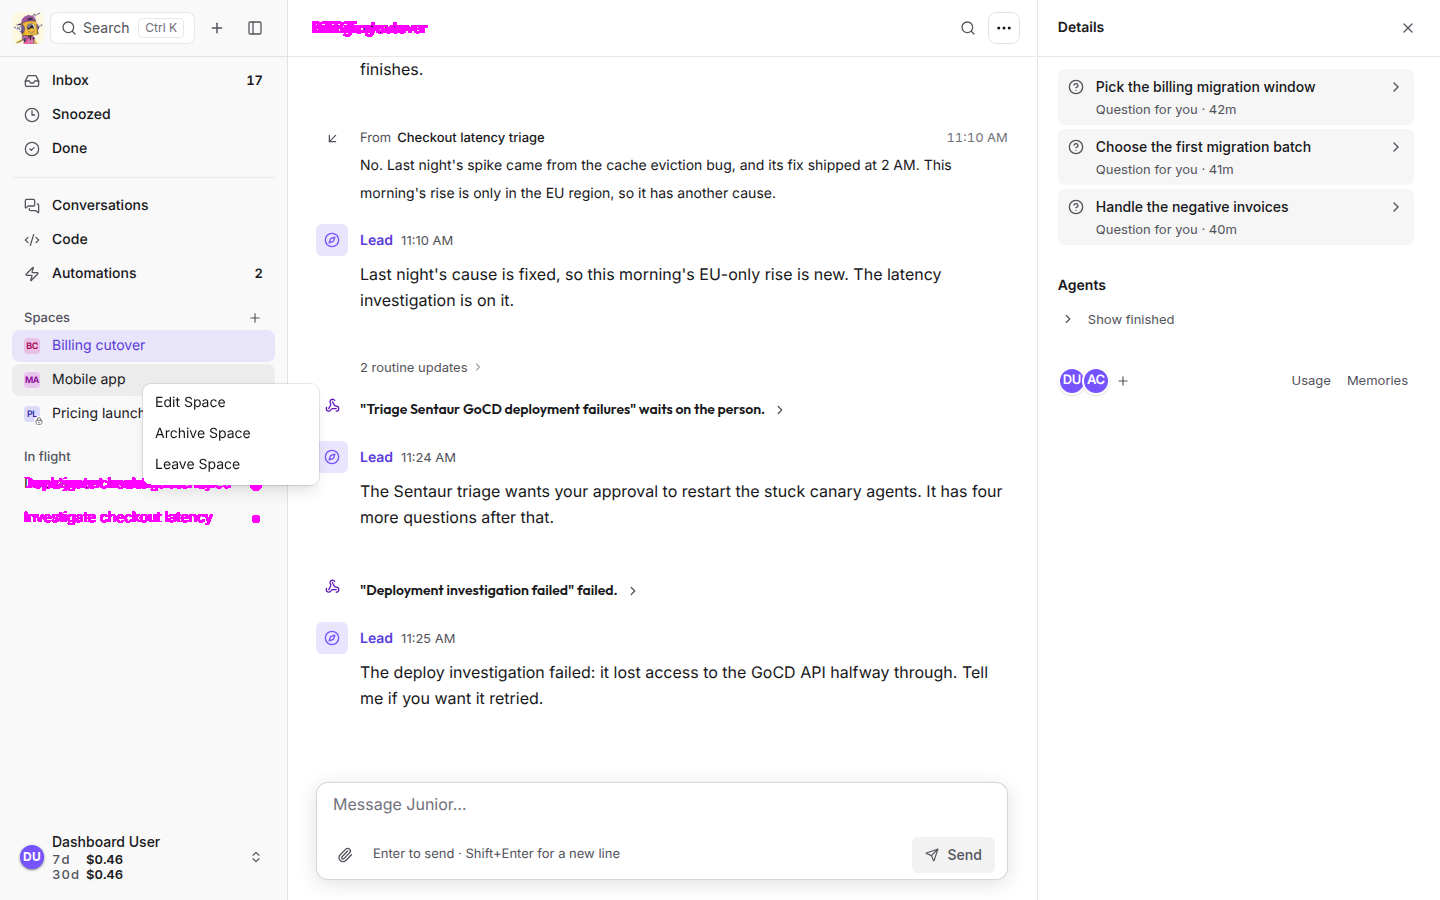 Search Ctrl K
Inbox 17
Snoozed
Done
Conversations
Code
Automations 2
Spaces
BC Billing cutover
MA Mobile app
PL Pricing launch
Edit Space
Archive Space
Leave Space
In flight
Investigate checkout latency
DU Dashboard User
7d $0.46
30d $0.46
finishes.
From Checkout latency triage 11:10 AM
No. Last night's spike came from the cache eviction bug, and its fix shipped at 2 AM. This
morning's rise is only in the EU region, so it has another cause.
Lead 11:10 AM
Last night's cause is fixed, so this morning's EU-only rise is new. The latency
investigation is on it.
2 routine updates
"Triage Sentaur GoCD deployment failures" waits on the person.
Lead 11:24 AM
The Sentaur triage wants your approval to restart the stuck canary agents. It has four
more questions after that.
"Deployment investigation failed" failed.
Lead 11:25 AM
The deploy investigation failed: it lost access to the GoCD API halfway through. Tell
me if you want it retried.
Message Junior...
Enter to send · Shift+Enter for a new line
Send
Details
Pick the billing migration window
Question for you · 42m
Choose the first migration batch
Question for you · 41m
Handle the negative invoices
Question for you · 40m
Agents
Show finished
DU AC
Usage Memories